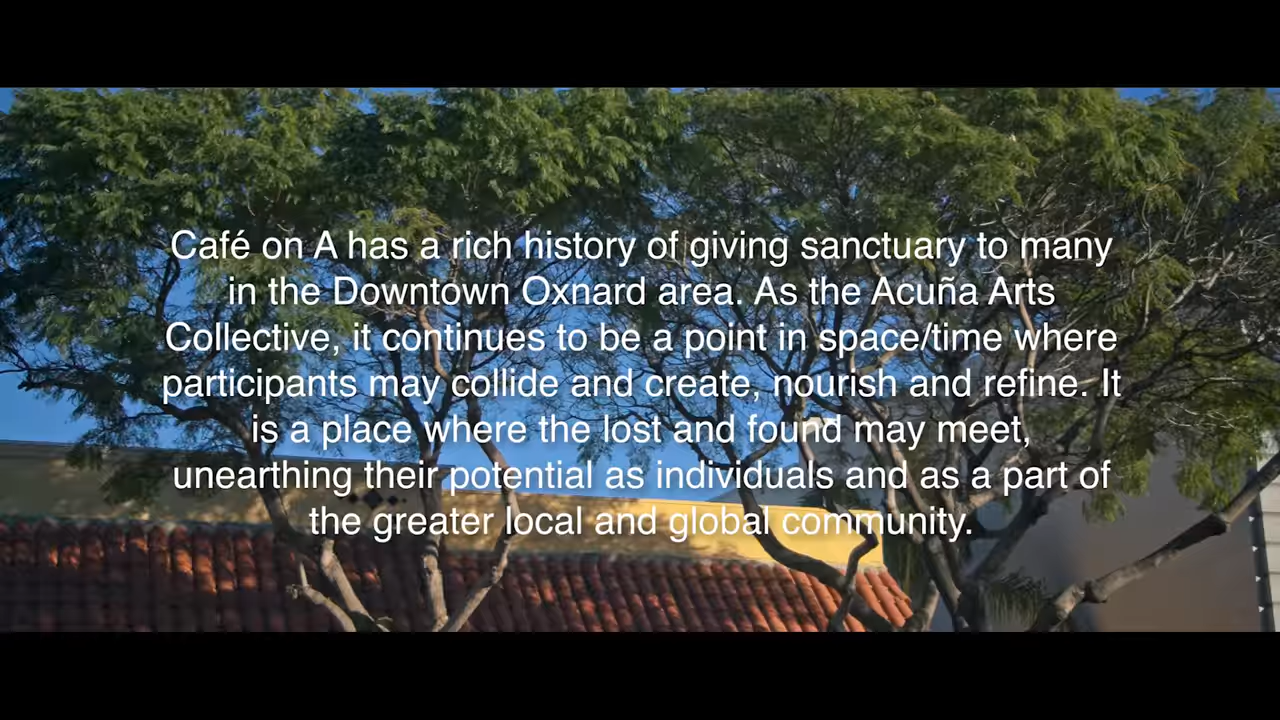 Café on A has a rich history of giving sanctuary to many
in the Downtown Oxnard area. As the Acuña Arts
Collective, it continues to be a point in space/time where
participants may collide and create, nourish and refine. It
is a place where the lost and found may meet,
unearthing their potential as individuals and as a part of
the greater local and global community.